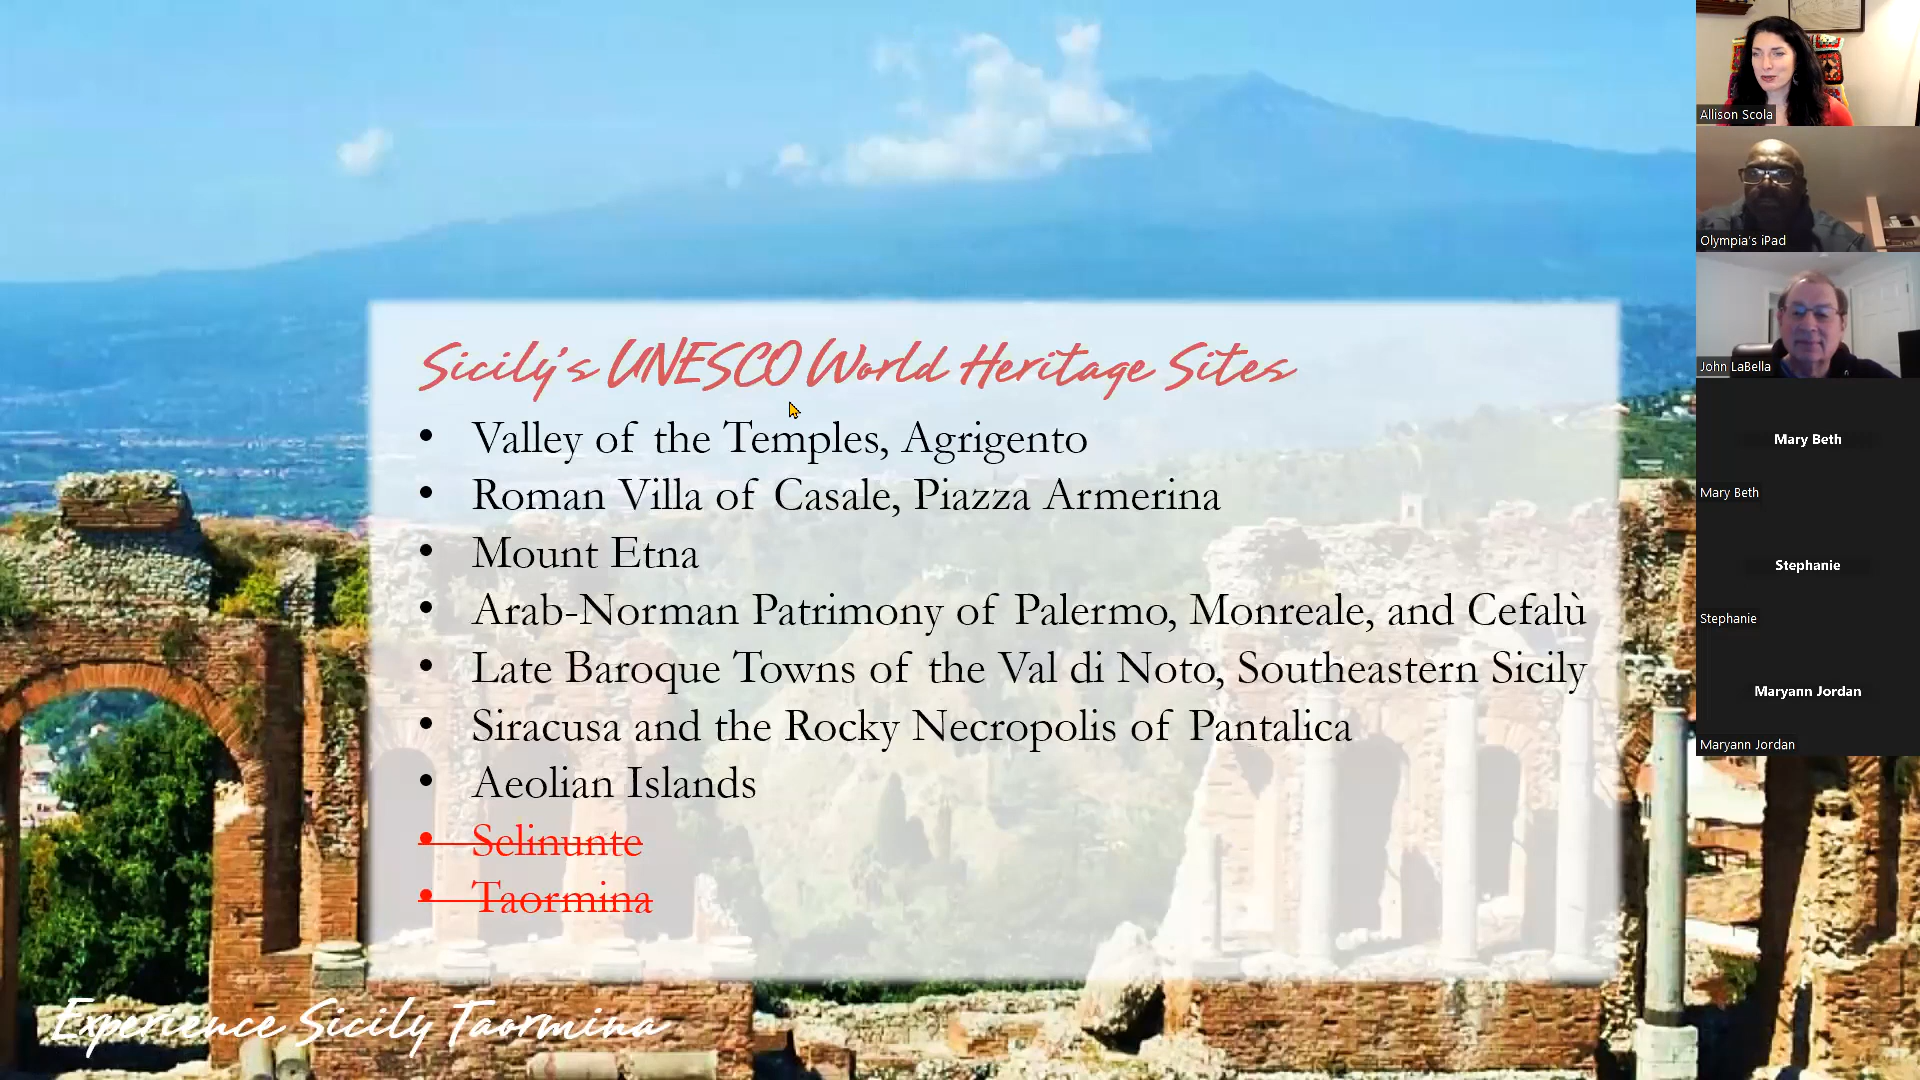 Sicily's UNESCO World Heritage Sites
• Valley of the Temples, Agrigento
• Roman Villa of Casale, Piazza Armerina
• Mount Etna
• Arab-Norman Patrimony of Palermo, Monreale, and Cefalù
• Late Baroque Towns of the Val di Noto, Southeastern Sicily
• Siracusa and the Rocky Necropolis of Pantalica
• Aeolian Islands
• Selinunte
• Taormina
Experience Sicily Taormina
Allison Scola
Olympia's iPad
John LaBella
Mary Beth
Mary Beth
Stephanie
Stephanie
Maryann Jordan
Maryann Jordan